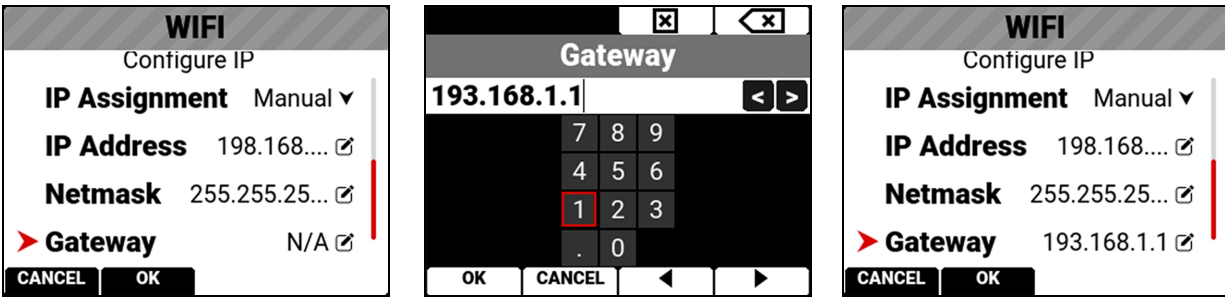 WIFI
Configure IP
IP Assignment Manual
IP Address 198.168....
Netmask 255.255.25...
Gateway N/A
CANCEL OK
Gateway
193.168.1.1 < >
7 8 9
4 5 6
1 2 3
. 0
OK CANCEL
WIFI
Configure IP
IP Assignment Manual
IP Address 198.168....
Netmask 255.255.25...
Gateway 193.168.1.1
CANCEL OK